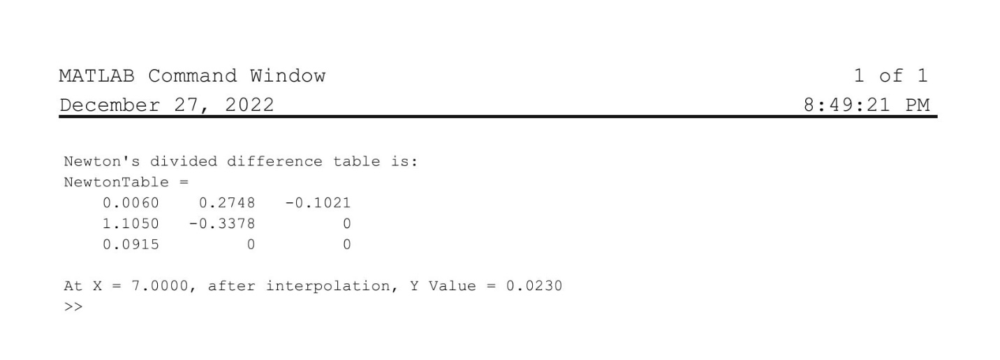 MATLAB Command Window 1 of 1
December 27, 2022 8:49:21 PM
Newton's divided difference table is:
NewtonTable =
0.0060 0.2748 -0.1021
1.1050 -0.3378 0
0.0915 0 0
At X = 7.0000, after interpolation, Y Value = 0.0230
>>